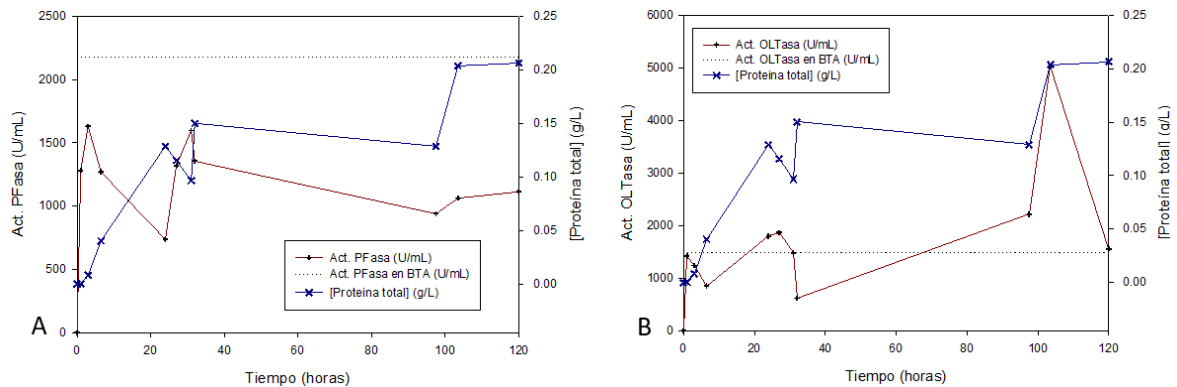 2500
2000
1500
1000
500
0
Act. PFasa (U/mL)
0.25
0.20
0.15
0.10
0.05
0.00
[Proteína total] (g/L)
Act. PFasa (U/mL)
Act. PFasa en BTA (U/mL)
[Proteina total] (g/L)
A
0 20 40 60 80 100 120
Tiempo (horas)
6000
5000
4000
3000
2000
1000
0
Act. OLTasa (U/mL)
0.25
0.20
0.15
0.10
0.05
0.00
[Proteína total] (g/L)
Act. OLTasa (U/mL)
Act. OLTasa en BTA (U/mL)
[Proteina total] (g/L)
B
0 20 40 60 80 100 120
Tiempo (horas)